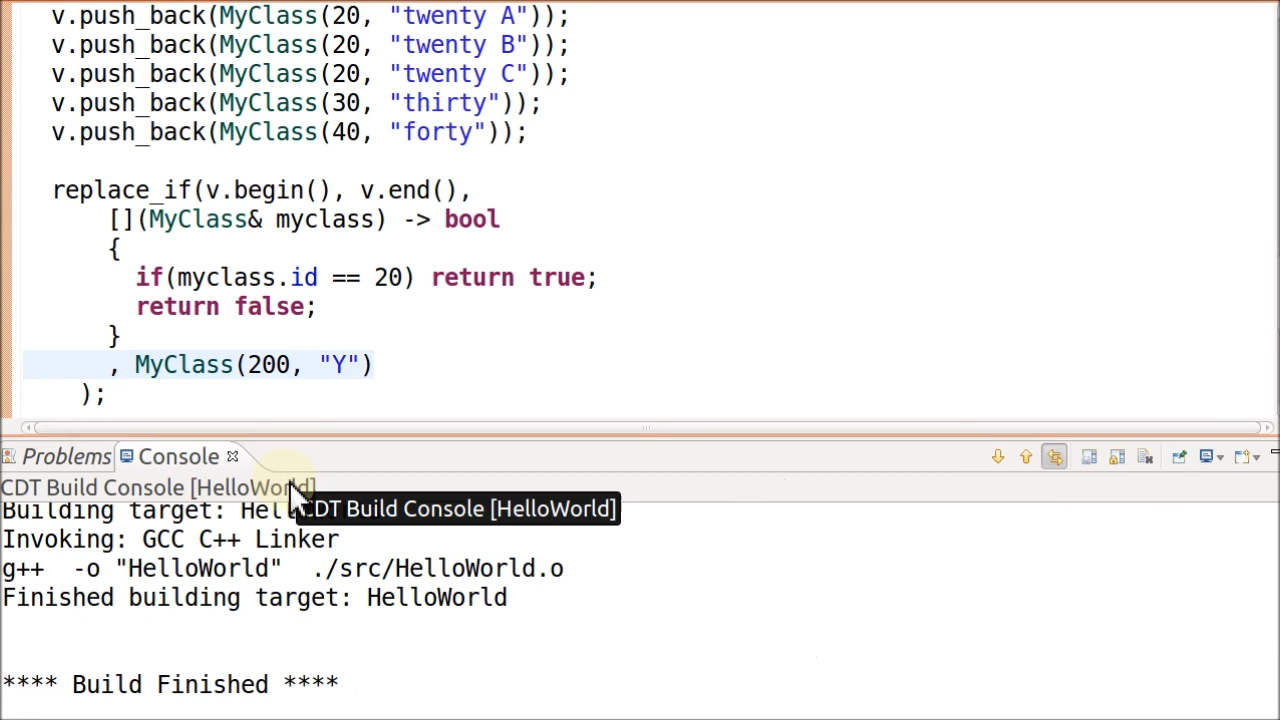 v.push_back(MyClass(20, "twenty A"));
v.push_back(MyClass(20, "twenty B"));
v.push_back(MyClass(20, "twenty C"));
v.push_back(MyClass(30, "thirty"));
v.push_back(MyClass(40, "forty"));
replace_if(v.begin(), v.end(),
[](MyClass& myclass) -> bool
{
if(myclass.id == 20) return true;
return false;
}
, MyClass(200, "Y")
);
Problems Console
CDT Build Console [HelloWorld]
CDT Build Console [HelloWorld]
Building target:
Invoking: GCC C++ Linker
g++ -o "HelloWorld" ./src/HelloWorld.o
Finished building target: HelloWorld
**** Build Finished ****